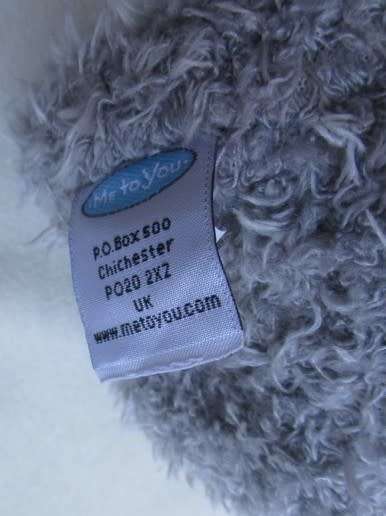 Me to You.
P.O.Box 500
Chichester
PO20 2XZ
UK
www.metoyou.com